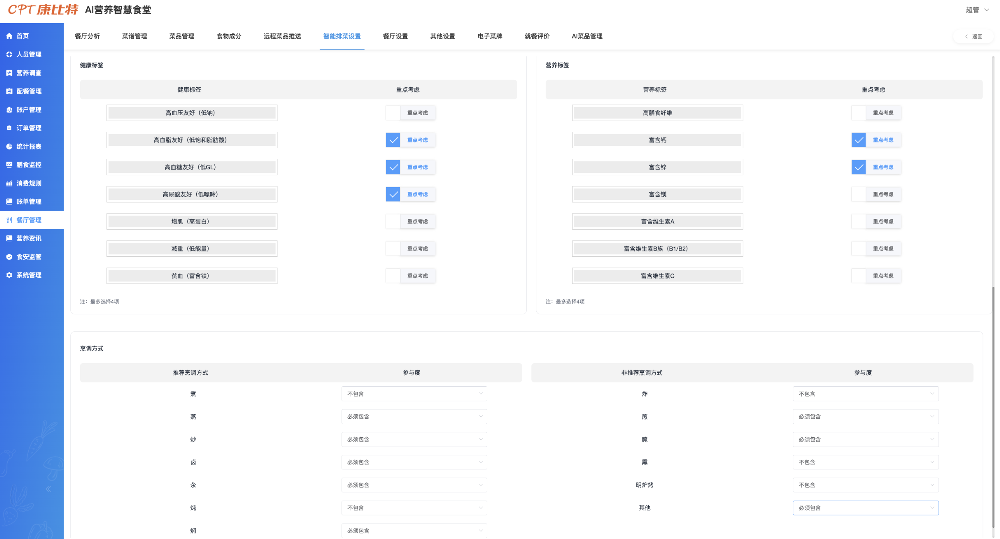 CPT康比特 AI营养智慧食堂
超管
首页
人员管理
营养调查
配餐管理
账户管理
订单管理
统计报表
膳食监控
消费规则
账单管理
餐厅管理
营养资讯
食安监管
系统管理
餐厅分析 菜谱管理 菜品管理 食物成分 远程菜品推送 智能排菜设置 餐厅设置 其他设置 电子菜牌 就餐评价 AI菜品管理 返回
健康标签
健康标签 重点考虑
高血压友好（低钠） 重点考虑
高血脂友好（低饱和脂肪酸） 重点考虑
高血糖友好（低GL） 重点考虑
高尿酸友好（低嘌呤） 重点考虑
增肌（高蛋白） 重点考虑
减重（低能量） 重点考虑
贫血（富含铁） 重点考虑
注：最多选择4项
营养标签
营养标签 重点考虑
高膳食纤维 重点考虑
富含钙 重点考虑
富含锌 重点考虑
富含镁 重点考虑
富含维生素A 重点考虑
富含维生素B族（B1/B2） 重点考虑
富含维生素C 重点考虑
注：最多选择4项
烹调方式
推荐烹调方式 参与度
煮 不包含
蒸 必须包含
炒 必须包含
卤 必须包含
汆 必须包含
炖 不包含
焖 必须包含
非推荐烹调方式 参与度
炸 不包含
煎 必须包含
腌 必须包含
熏 不包含
明炉烤 不包含
其他 必须包含